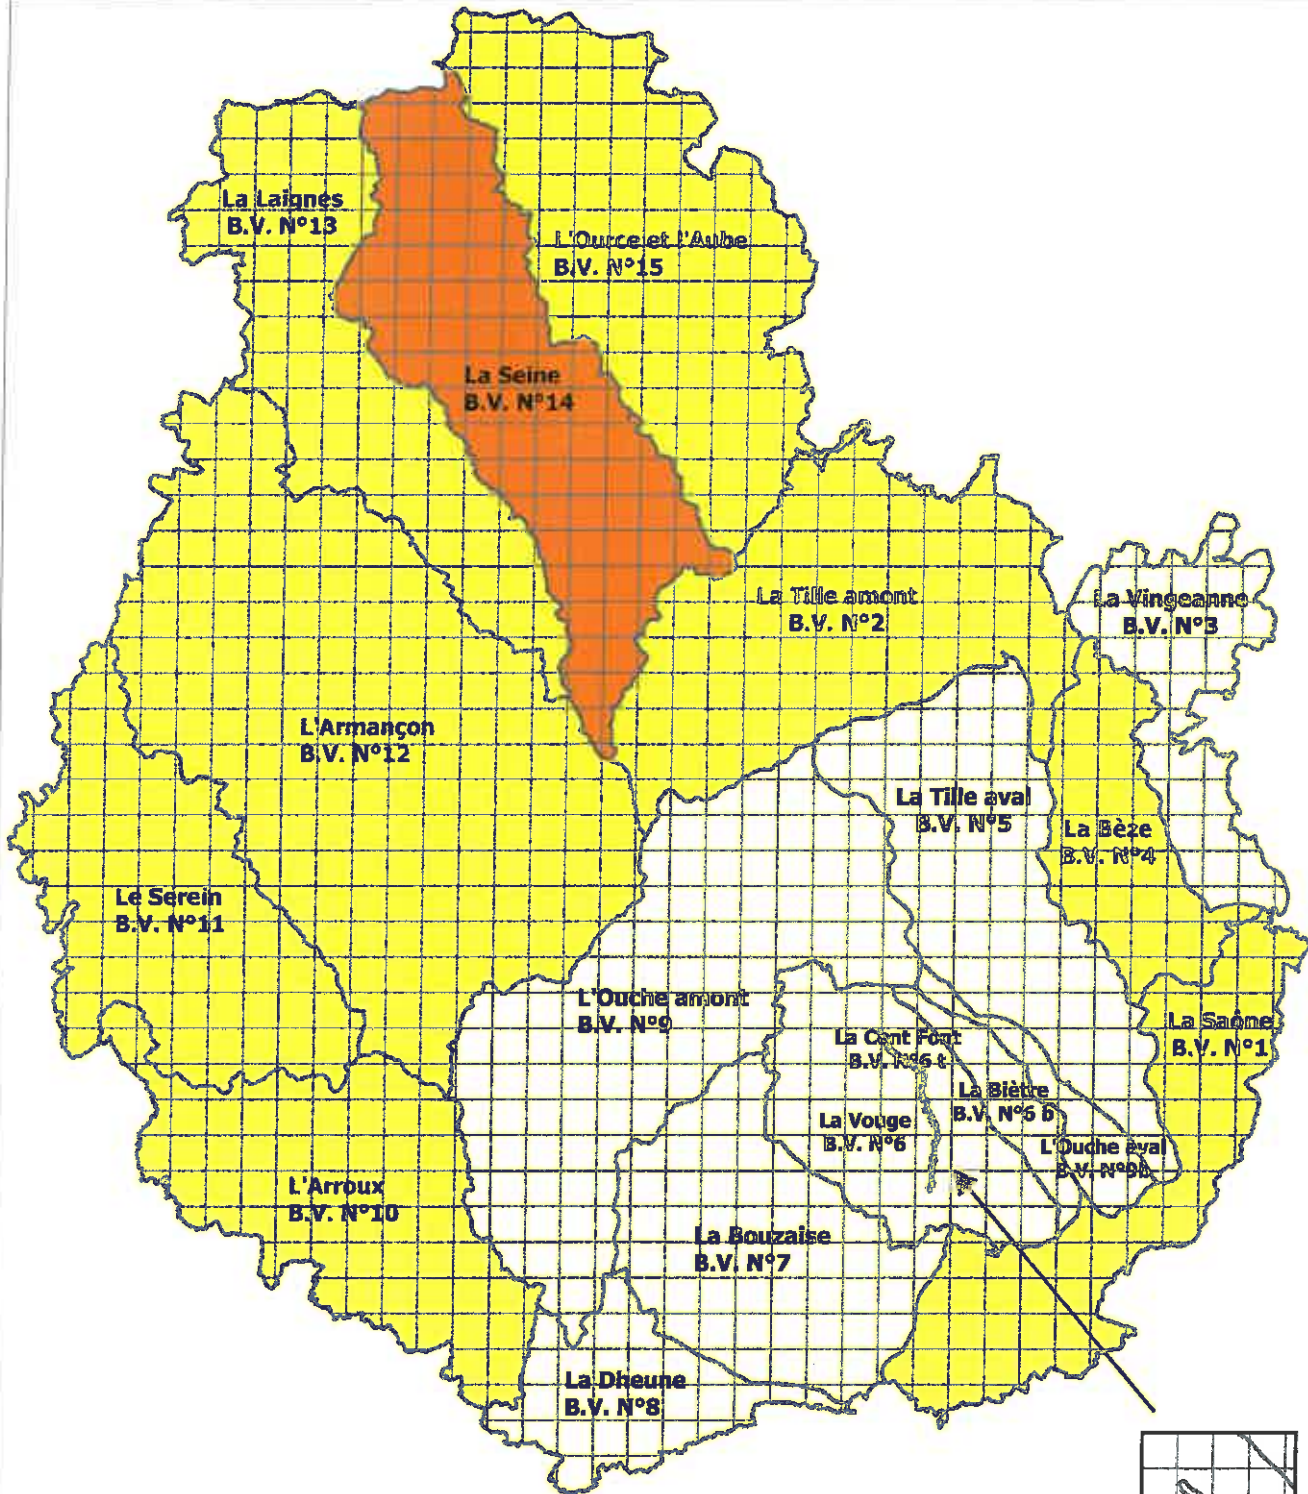 La Laignes
B.V. N°13
L'Ource et l'Aube
B.V. N°15
La Seine
B.V. N°14
La Tille amont
B.V. N°2
La Vingeanne
B.V. N°3
L'Armançon
B.V. N°12
La Tille aval
B.V. N°5
La Bèze
B.V. N°4
Le Serein
B.V. N°11
L'Ouche amont
B.V. N°9
La Saône
B.V. N°1
La Cent Font
B.V. N°6 t
La Biètre
B.V. N°6 b
La Vouge
B.V. N°6
L'Ouche aval
B.V. N°9b
L'Arroux
B.V. N°10
La Bouzaise
B.V. N°7
La Dheune
B.V. N°8